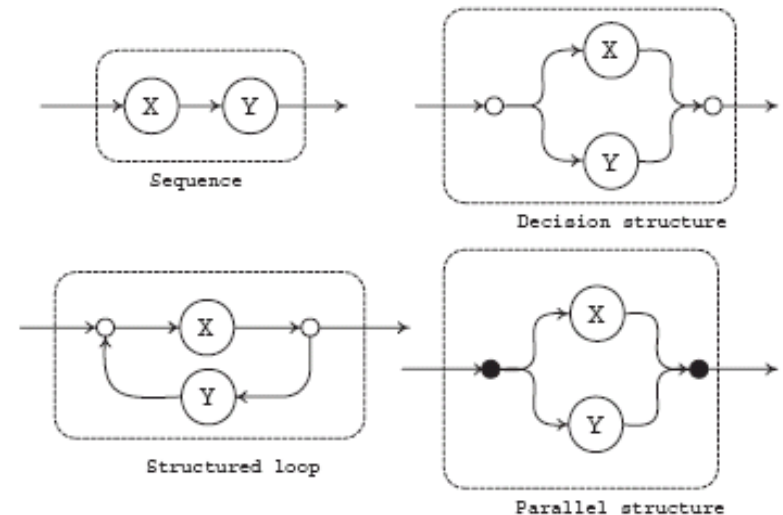 X Y
Sequence
X
Y
Decision structure
X
Y
Structured loop
X
Y
Parallel structure